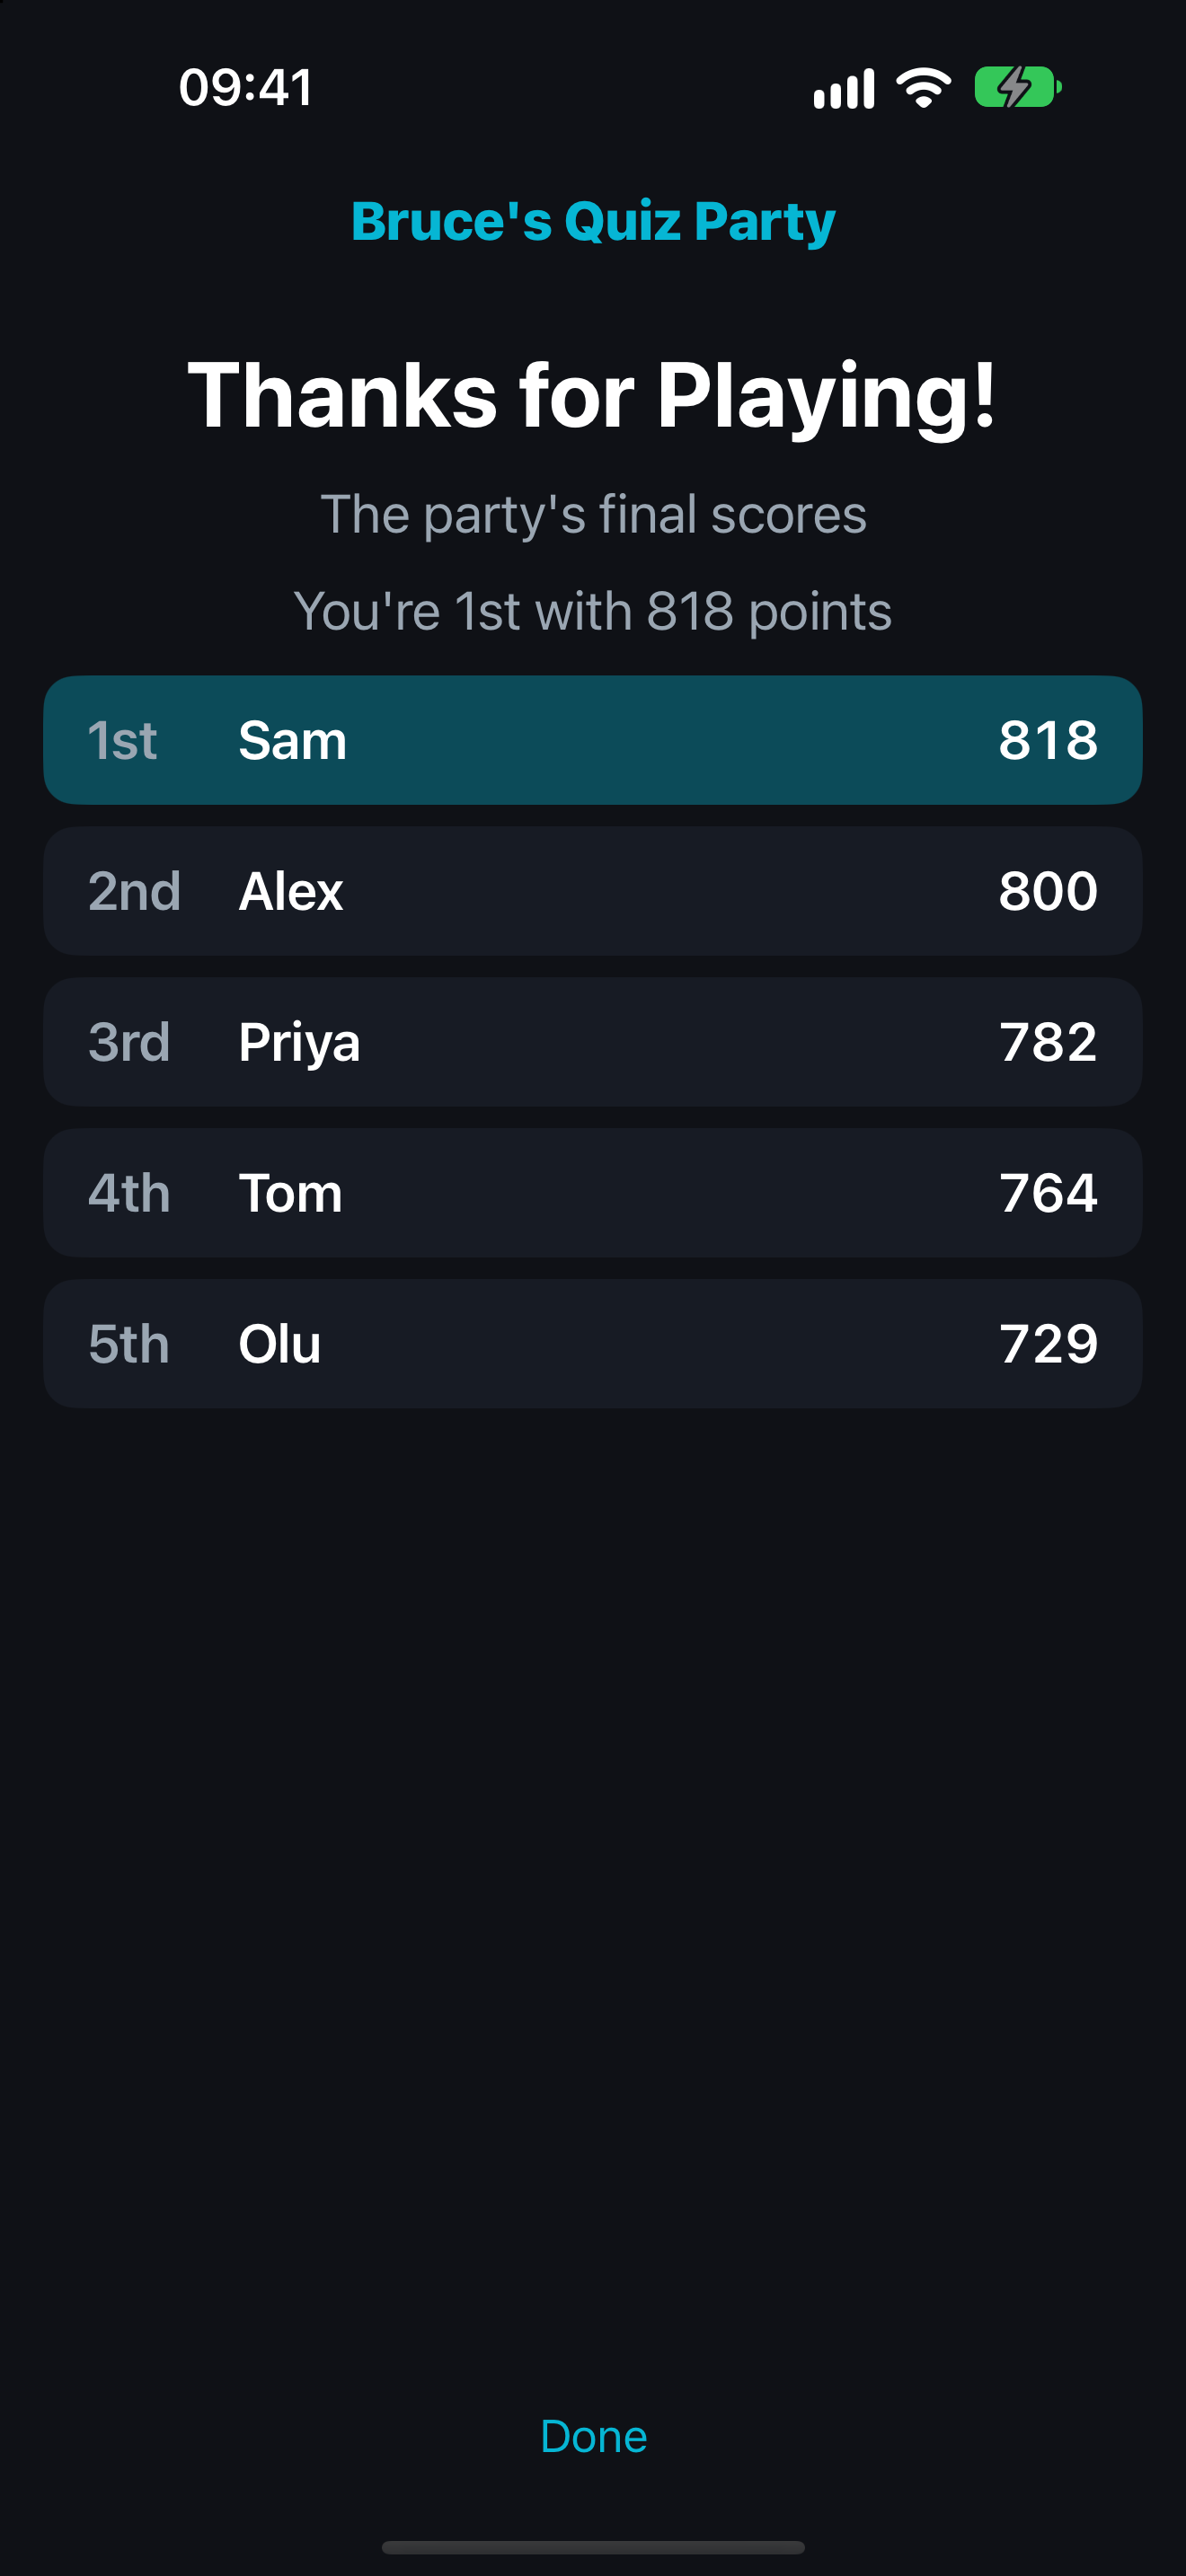 09:41
Bruce's Quiz Party
Thanks for Playing!
The party's final scores
You're 1st with 818 points
1st Sam 818
2nd Alex 800
3rd Priya 782
4th Tom 764
5th Olu 729
Done